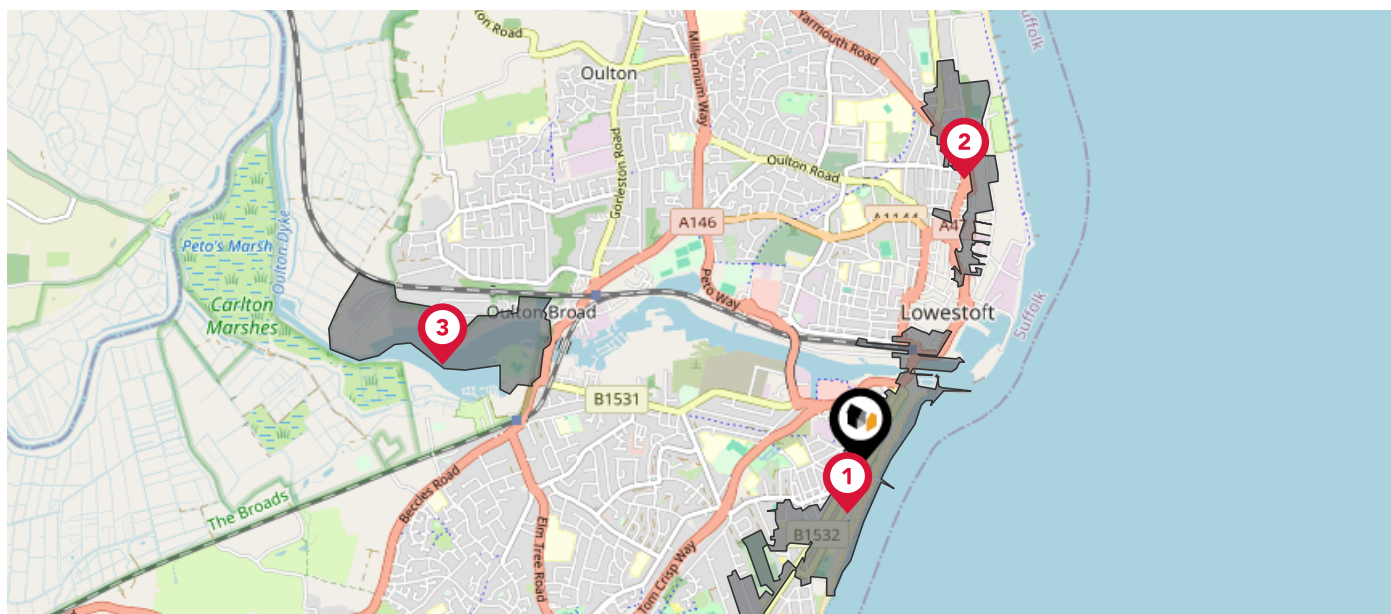 Suffolk
Yarmouth Road
Oulton
Millennium Way
2
Oulton Road
Gorleston Road
A146
A47
Peto's Marsh
Oulton Dyke
Carlton
Marshes
Peto Way
3
Oulton Broad
Lowestoft
Suffolk
B1531
1
Beccles Road
The Broads
Elm Tree Road
B1532
Tom Crisp Way